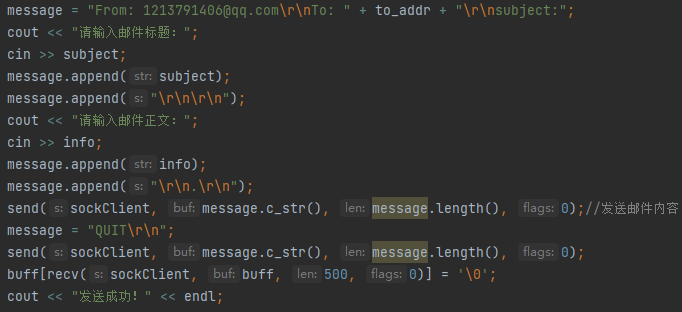 message = "From: 1213791406@qq.com\r\nTo: " + to_addr + "\r\nsubject:";
cout << "请输入邮件标题：";
cin >> subject;
message.append( str: subject);
message.append( s: "\r\n\r\n");
cout << "请输入邮件正文：";
cin >> info;
message.append( str: info);
message.append( s: "\r\n.\r\n");
send( s: sockClient, buf: message.c_str(), len: message.length(), flags: 0);//发送邮件内容
message = "QUIT\r\n";
send( s: sockClient, buf: message.c_str(), len: message.length(), flags: 0);
buff[recv( s: sockClient, buf: buff, len: 500, flags: 0)] = '\0';
cout << "发送成功！" << endl;